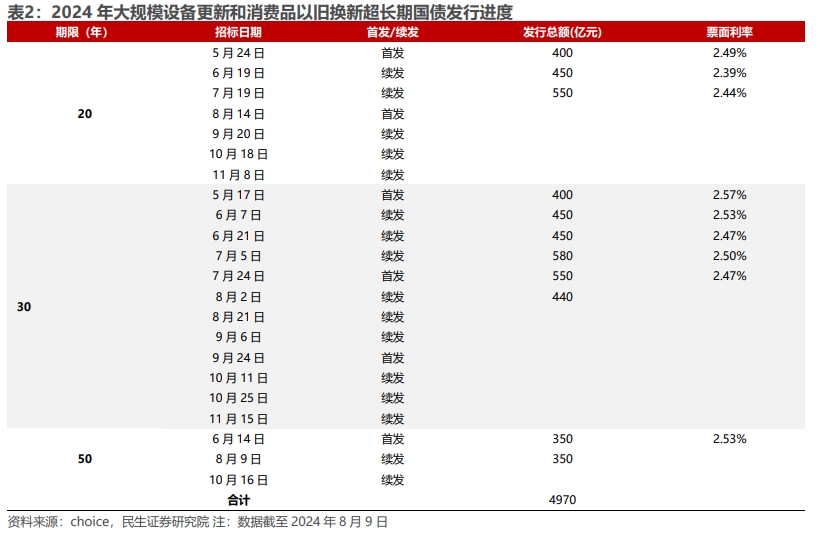 表2：2024 年大规模设备更新和消费品以旧换新超长期国债发行进度
期限（年） 招标日期 首发/续发 发行总额(亿元) 票面利率
5 月 24 日 首发 400 2.49%
6 月 19 日 续发 450 2.39%
7 月 19 日 续发 550 2.44%
20 8 月 14 日 首发
9 月 20 日 续发
10 月 18 日 续发
11 月 8 日 续发
5 月 17 日 首发 400 2.57%
6 月 7 日 续发 450 2.53%
6 月 21 日 续发 450 2.47%
7 月 5 日 续发 580 2.50%
7 月 24 日 首发 550 2.47%
8 月 2 日 续发 440
30 8 月 21 日 续发
9 月 6 日 续发
9 月 24 日 首发
10 月 11 日 续发
10 月 25 日 续发
11 月 15 日 续发
6 月 14 日 首发 350 2.53%
50 8 月 9 日 续发 350
10 月 16 日 续发
合计 4970
资料来源：choice，民生证券研究院 注：数据截至 2024 年 8 月 9 日